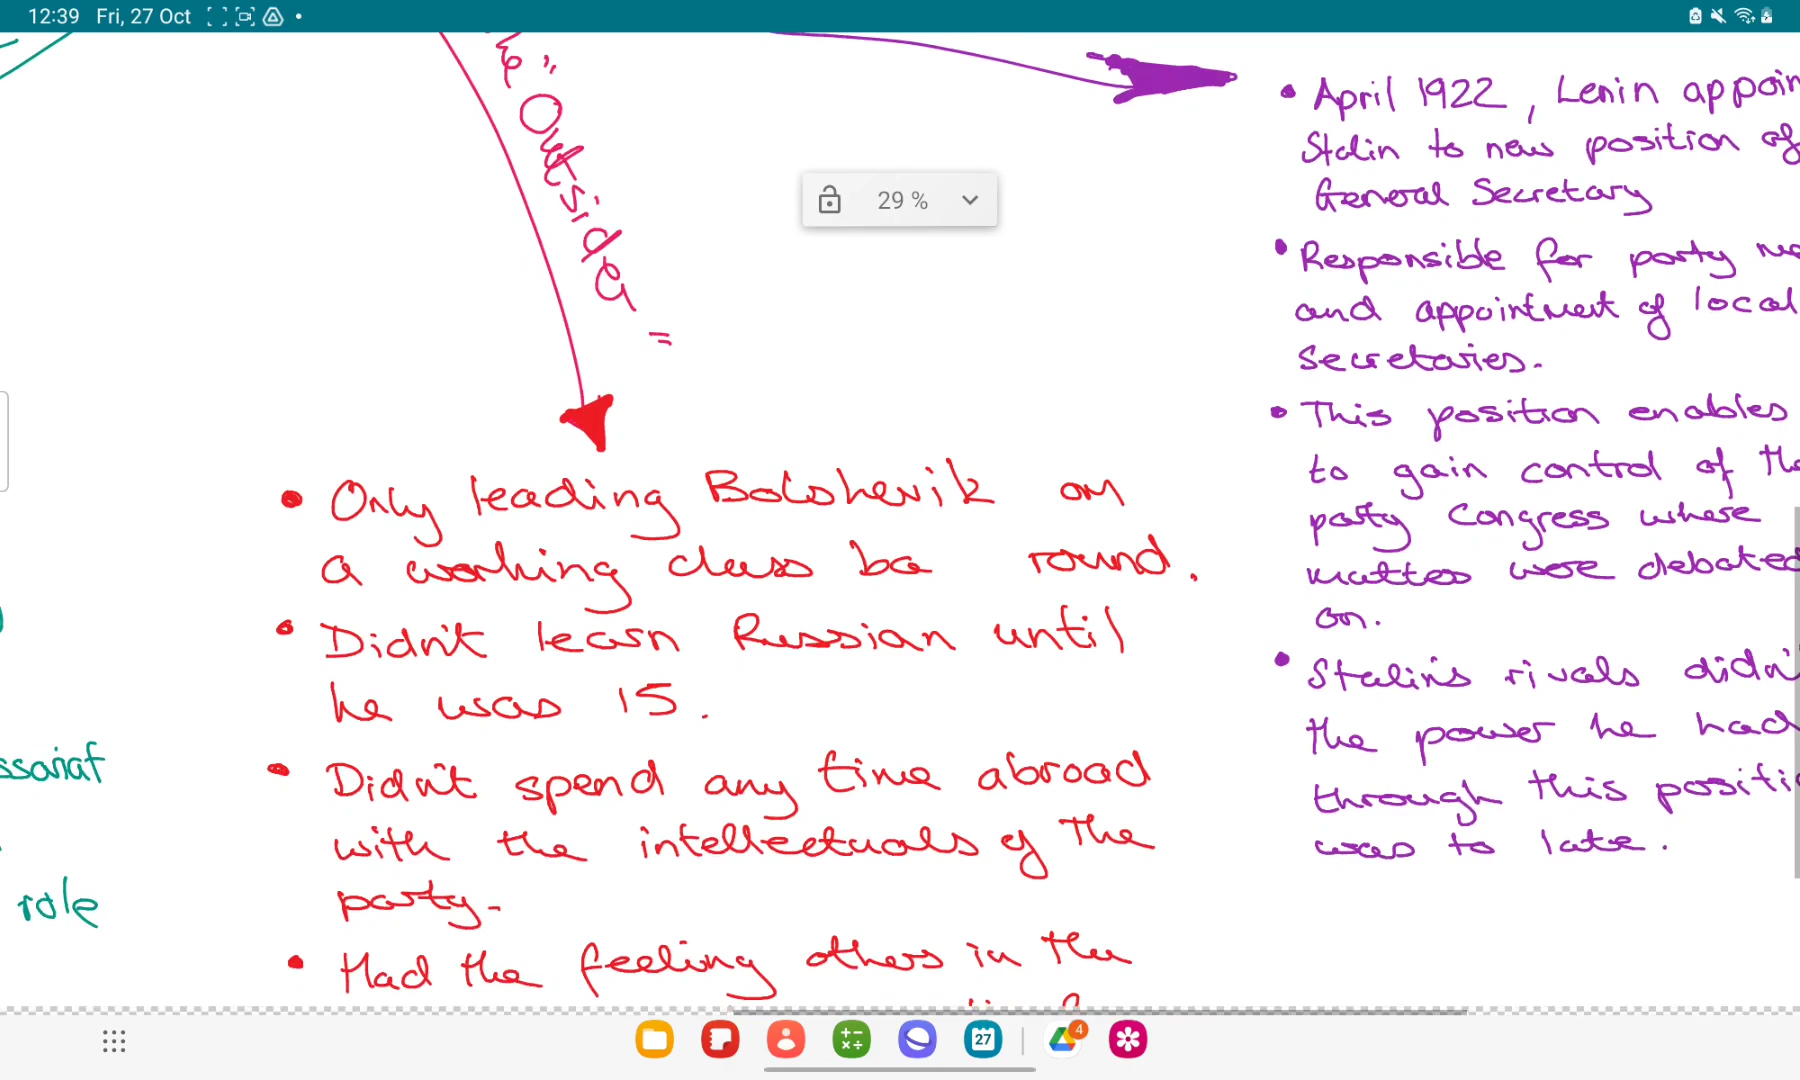 12:39 Fri, 27 Oct
"Outsider"
29 %
• April 1922, Lenin appoin
Stalin to new position of
General Secretary
• Responsible for party
and appointment of local
Secretaries.
• This position enables
to gain control of the
party Congress where
matters were debated
on.
• Stalin's rivals didn'
the power he had
through this positi
was to late.
• Only leading Bolshevik
a working class ba round.
• Didn't learn Russian until
he was 15.
• Didn't spend any time abroad
with the intellectuals of the
party.
• Had the feeling others in the
ssariat
role
27
4